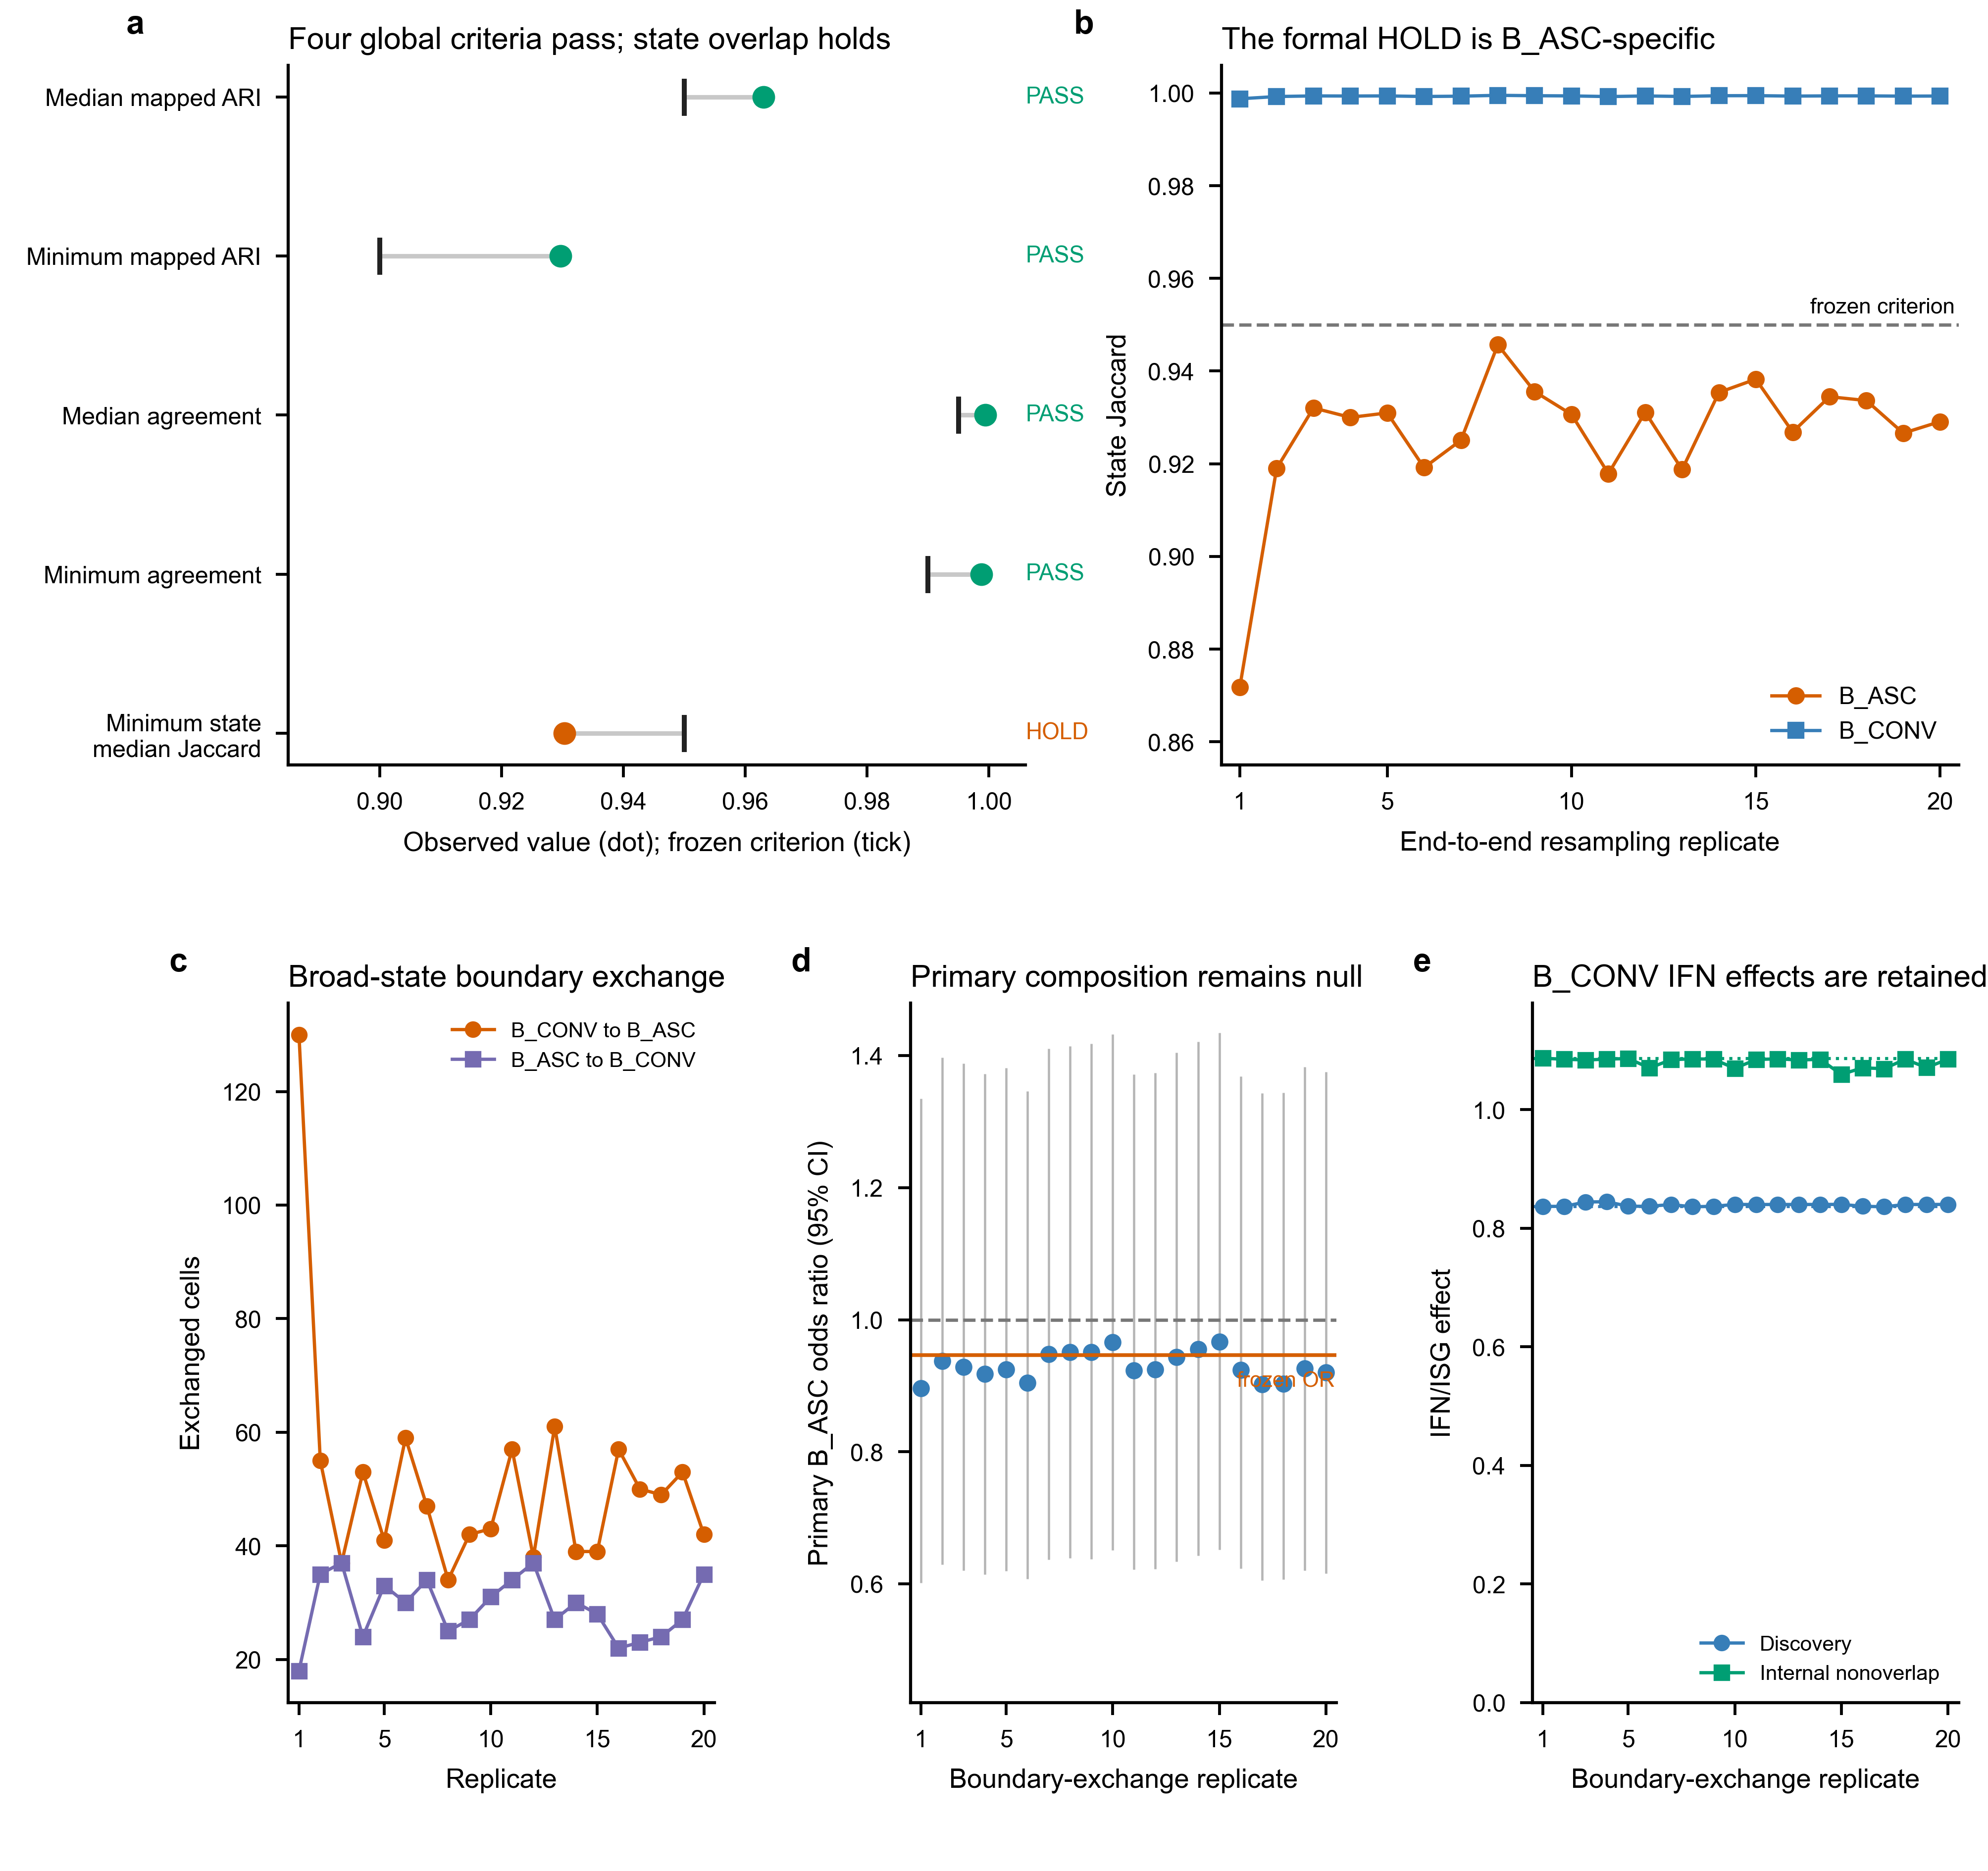 a
Four global criteria pass; state overlap holds
Median mapped ARI
PASS
Minimum mapped ARI
PASS
Median agreement
PASS
Minimum agreement
PASS
Minimum state
median Jaccard
HOLD
0.90
0.92
0.94
0.96
0.98
1.00
Observed value (dot); frozen criterion (tick)
b
The formal HOLD is B_ASC-specific
State Jaccard
1.00
0.98
0.96
0.94
0.92
0.90
0.88
0.86
frozen criterion
B_ASC
B_CONV
1
5
10
15
20
End-to-end resampling replicate
c
Broad-state boundary exchange
Exchanged cells
B_CONV to B_ASC
B_ASC to B_CONV
120
100
80
60
40
20
1
5
10
15
20
Replicate
d
Primary composition remains null
Primary B_ASC odds ratio (95% CI)
1.4
1.2
1.0
0.8
0.6
frozen OR
1
5
10
15
20
Boundary-exchange replicate
e
B_CONV IFN effects are retained
IFN/ISG effect
1.0
0.8
0.6
0.4
0.2
0.0
Discovery
Internal nonoverlap
1
5
10
15
20
Boundary-exchange replicate